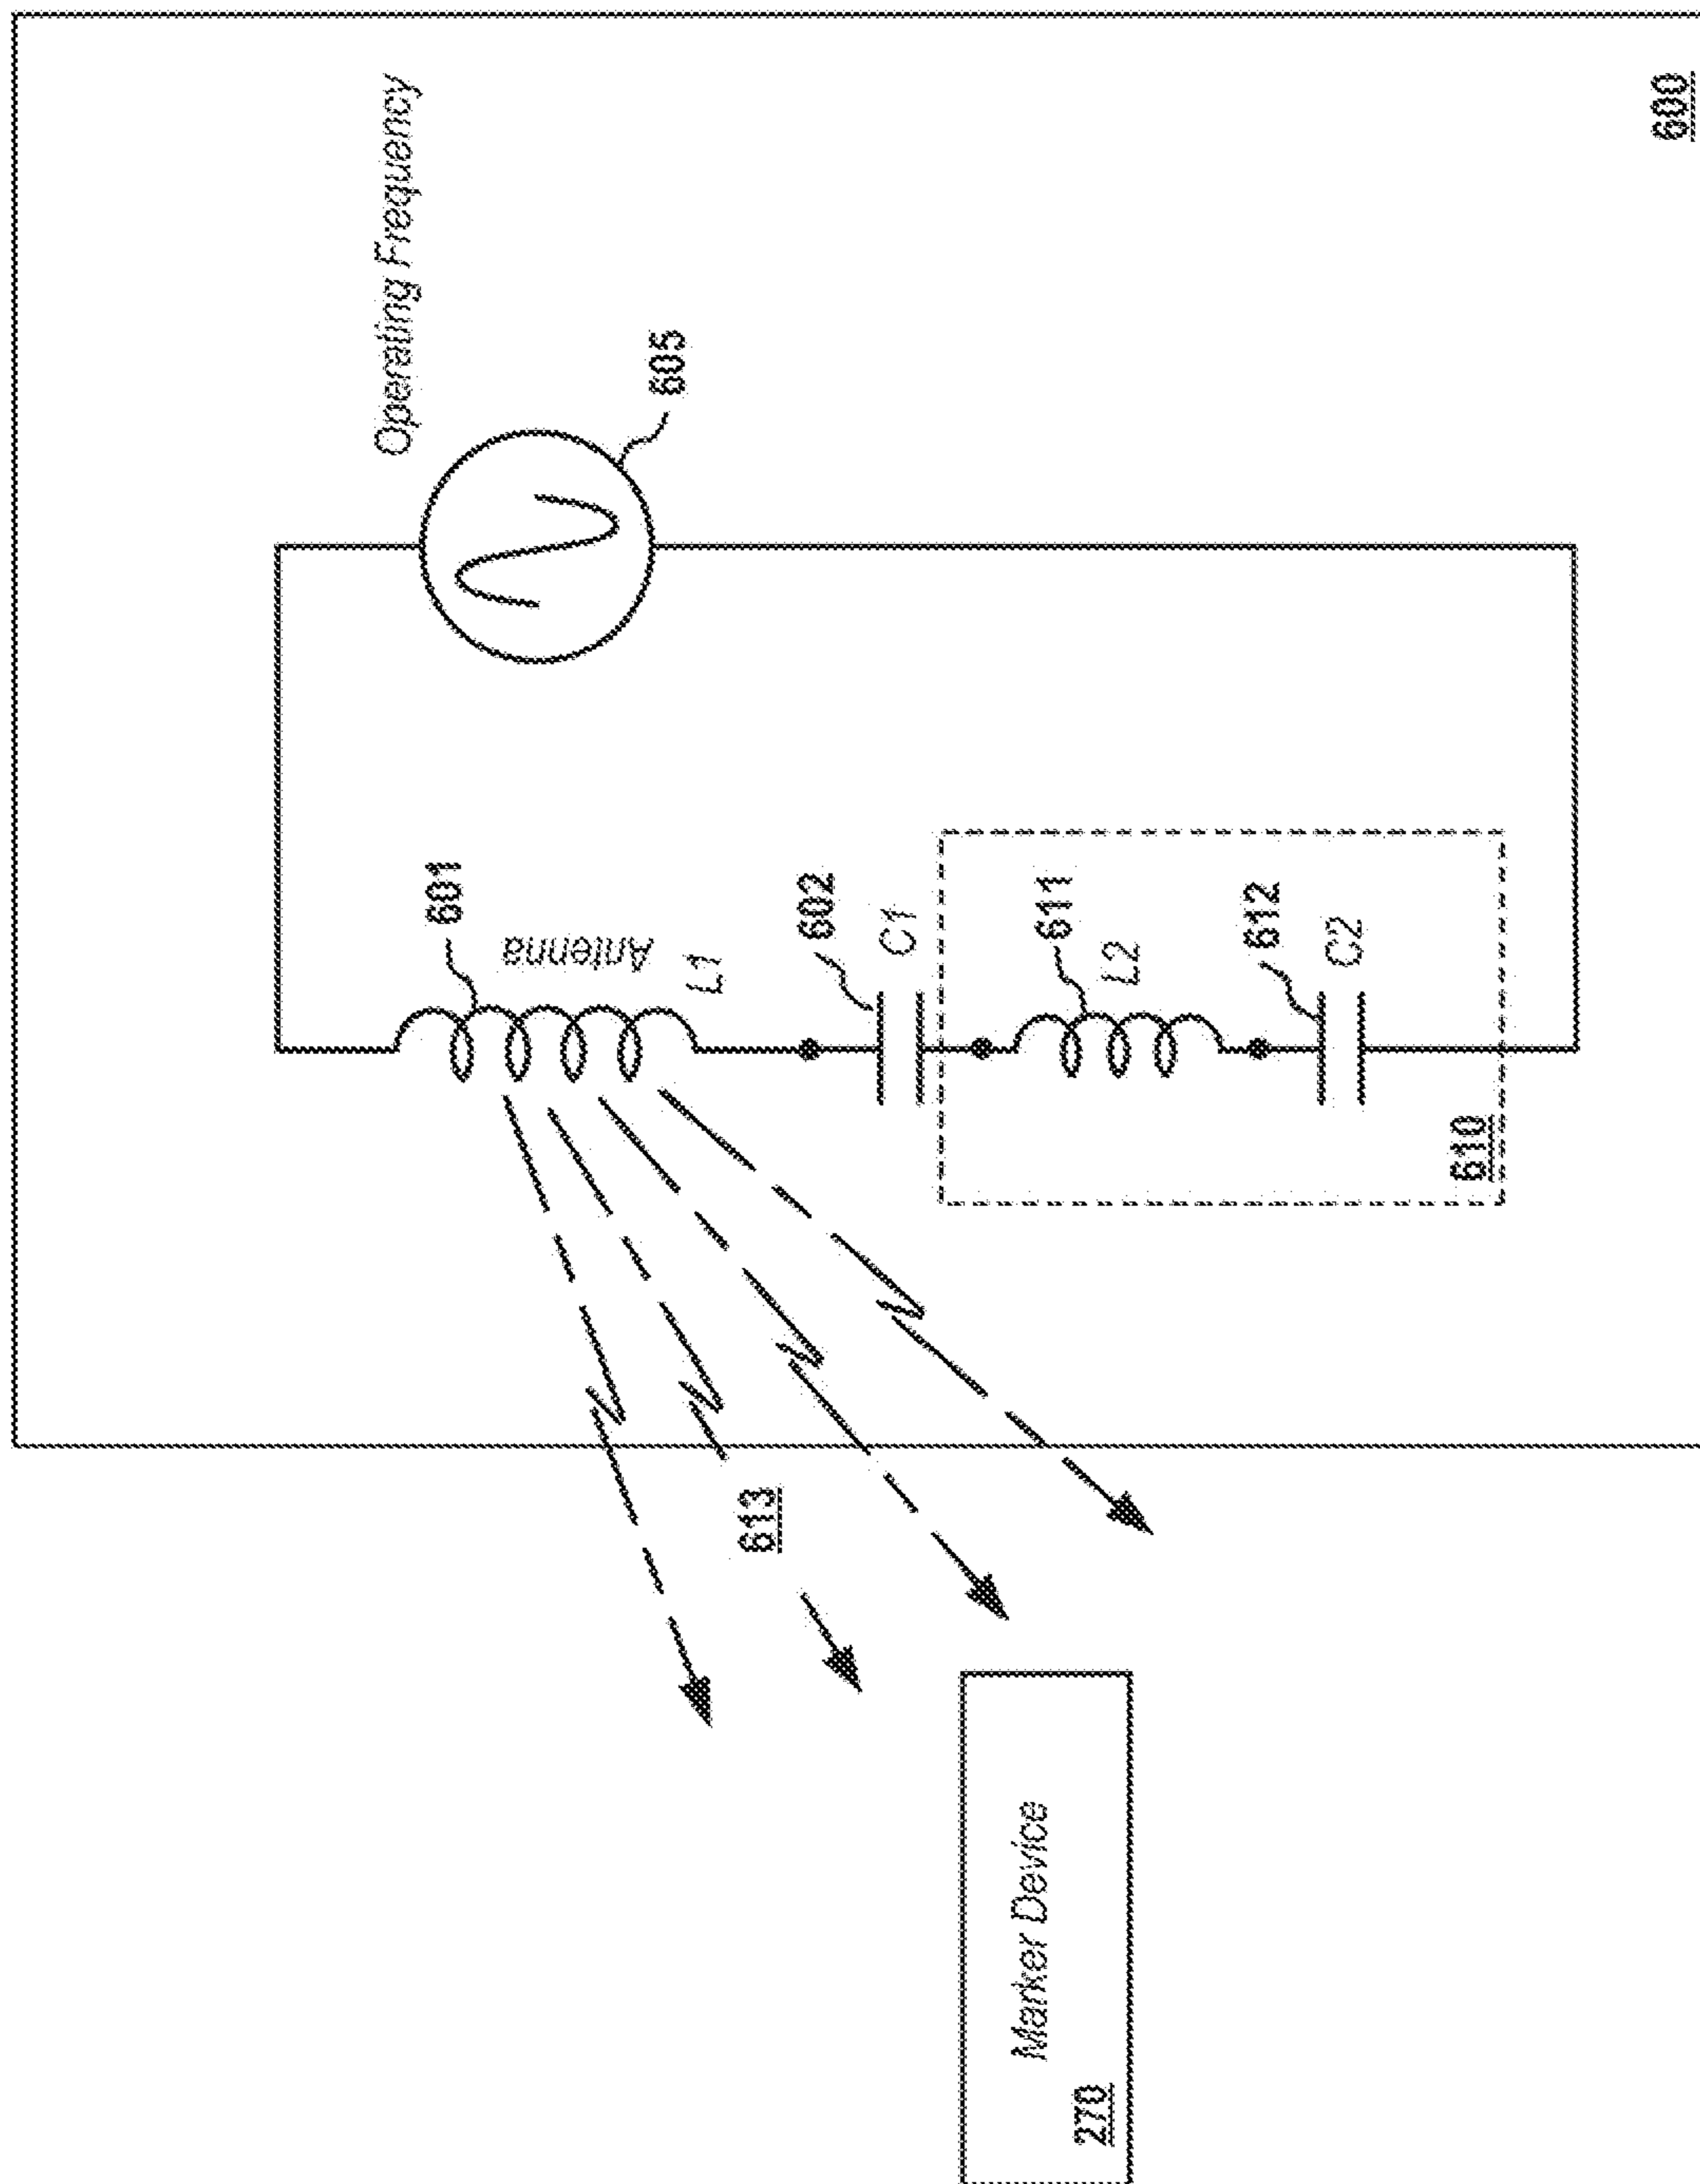 600
Operating Frequency
605
601
Antenna
L1
602
C1
611
L2
612
C2
610
613
Marker Device
270